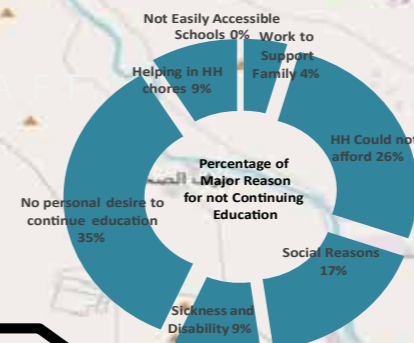 Not Easily Accessible
Schools 0%
Work to
Support
Family 4%
Helping in HH
chores 9%
HH Could not
afford 26%
Percentage of
Major Reason
for not Continuing
Education
No personal desire to
continue education
35%
Social Reasons
17%
Sickness and
Disability 9%